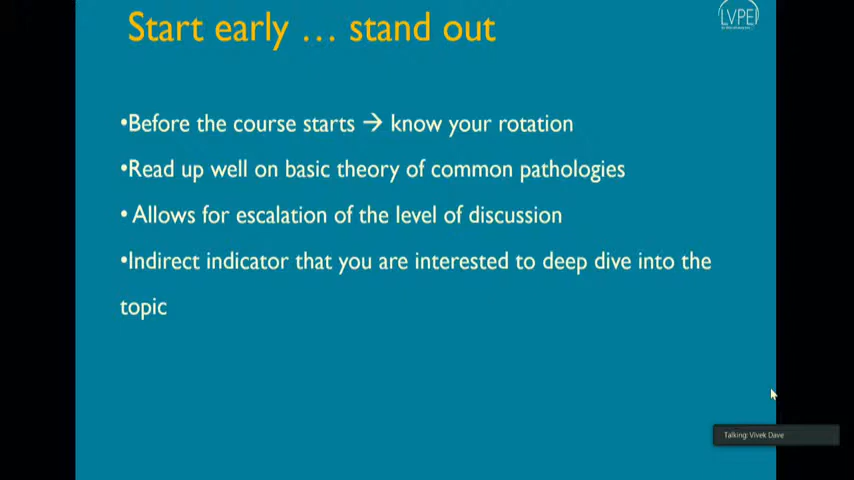 Start early … stand out
LVPEI
•Before the course starts → know your rotation
•Read up well on basic theory of common pathologies
• Allows for escalation of the level of discussion
•Indirect indicator that you are interested to deep dive into the
topic
Talking: Vivek Dave